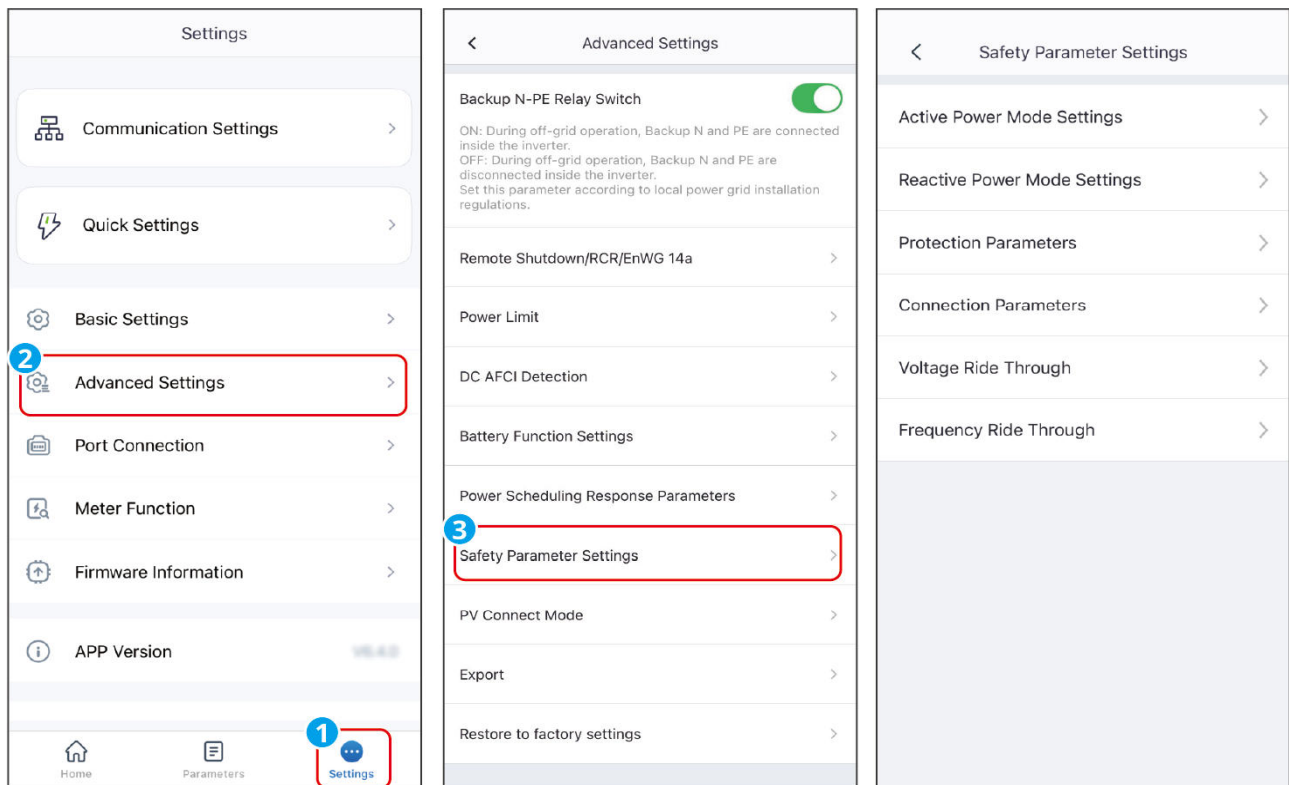 Settings
Communication Settings
Quick Settings
Basic Settings
2
Advanced Settings
Port Connection
Meter Function
Firmware Information
APP Version
1
Home
Parameters
Settings
Advanced Settings
Backup N-PE Relay Switch
ON: During off-grid operation, Backup N and PE are connected
inside the inverter.
OFF: During off-grid operation, Backup N and PE are
disconnected inside the inverter.
Set this parameter according to local power grid installation
regulations.
Remote Shutdown/RCR/EnWG 14a
Power Limit
DC AFCI Detection
Battery Function Settings
Power Scheduling Response Parameters
3
Safety Parameter Settings
PV Connect Mode
Export
Restore to factory settings
Safety Parameter Settings
Active Power Mode Settings
Reactive Power Mode Settings
Protection Parameters
Connection Parameters
Voltage Ride Through
Frequency Ride Through